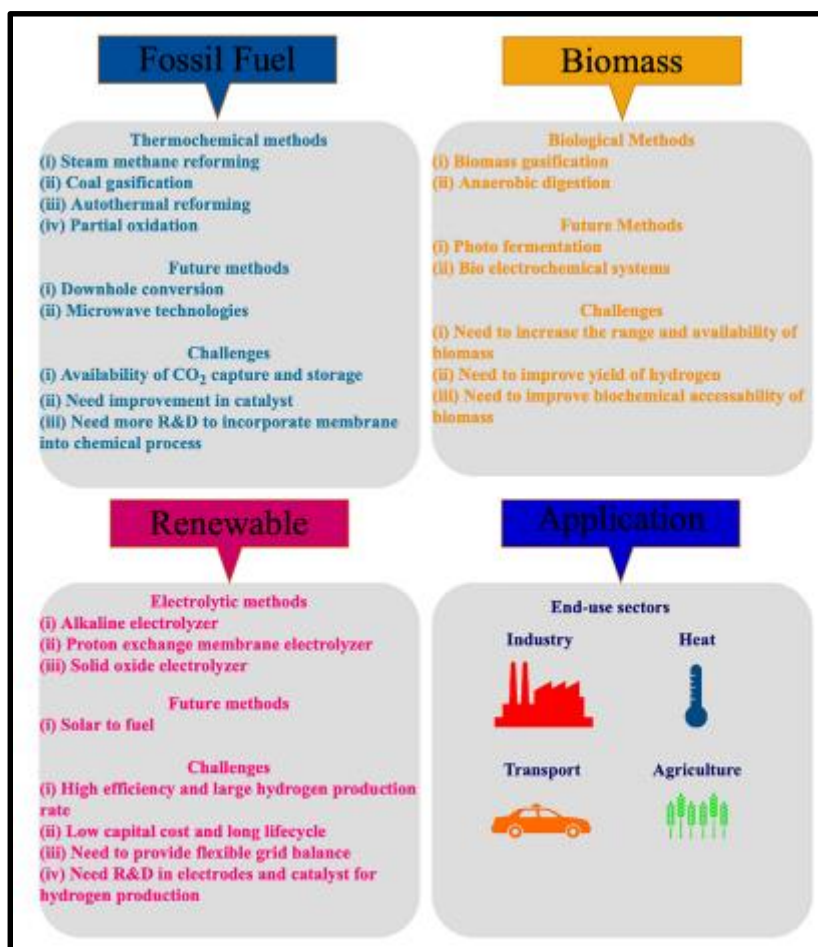 Fossil Fuel
Thermochemical methods
(i) Steam methane reforming
(ii) Coal gasification
(iii) Autothermal reforming
(iv) Partial oxidation
Future methods
(i) Downhole conversion
(ii) Microwave technologies
Challenges
(i) Availability of CO₂ capture and storage
(ii) Need improvement in catalyst
(iii) Need more R&D to incorporate membrane
into chemical process
Biomass
Biological Methods
(i) Biomass gasification
(ii) Anaerobic digestion
Future Methods
(i) Photo fermentation
(ii) Bio electrochemical systems
Challenges
(i) Need to increase the range and availability of
biomass
(ii) Need to improve yield of hydrogen
(iii) Need to improve biochemical accessability of
biomass
Renewable
Electrolytic methods
(i) Alkaline electrolyzer
(ii) Proton exchange membrane electrolyzer
(iii) Solid oxide electrolyzer
Future methods
(i) Solar to fuel
Challenges
(i) High efficiency and large hydrogen production
rate
(ii) Low capital cost and long lifecycle
(iii) Need to provide flexible grid balance
(iv) Need R&D in electrodes and catalyst for
hydrogen production
Application
End-use sectors
Industry
Heat
Transport
Agriculture